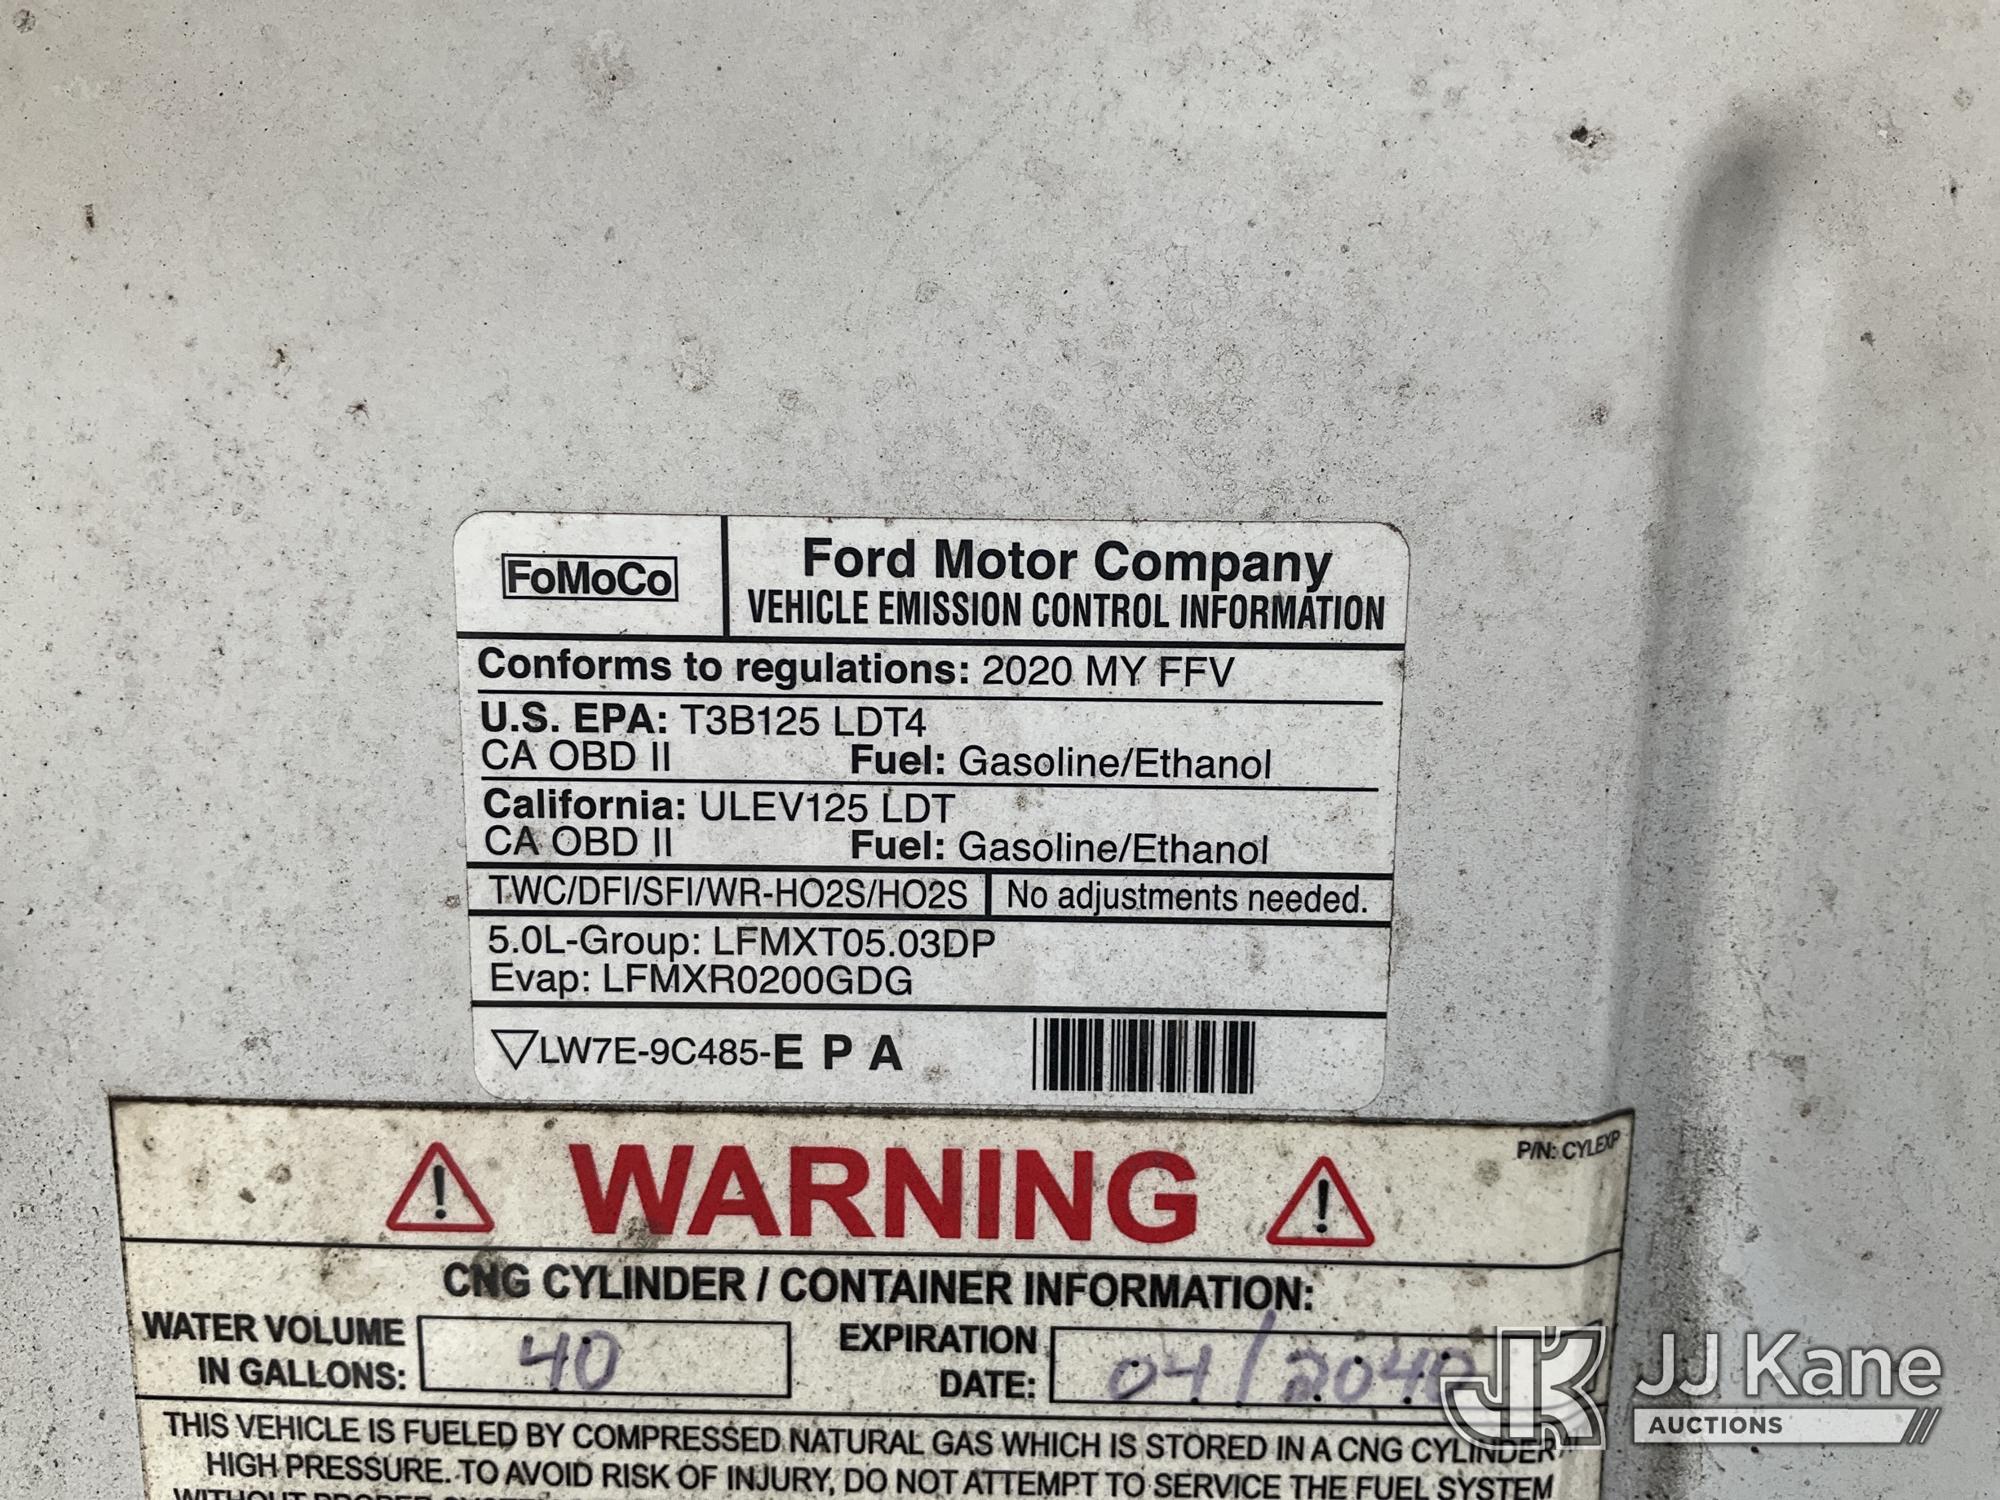 FoMoCo
Ford Motor Company
VEHICLE EMISSION CONTROL INFORMATION
Conforms to regulations: 2020 MY FFV
U.S. EPA: T3B125 LDT4
CA OBD II Fuel: Gasoline/Ethanol
California: ULEV125 LDT
CA OBD II Fuel: Gasoline/Ethanol
TWC/DFI/SFI/WR-HO2S/HO2S No adjustments needed.
5.0L-Group: LFMXT05.03DP
Evap: LFMXR0200GDG
LW7E-9C485-E P A
P/N: CYLEXP
WARNING
CNG CYLINDER / CONTAINER INFORMATION:
WATER VOLUME
IN GALLONS: 40
EXPIRATION
DATE: 04/2040
THIS VEHICLE IS FUELED BY COMPRESSED NATURAL GAS WHICH IS STORED IN A CNG CYLINDER
HIGH PRESSURE. TO AVOID RISK OF INJURY, DO NOT ATTEMPT TO SERVICE THE FUEL SYSTEM
WITHOUT
JJ Kane
AUCTIONS